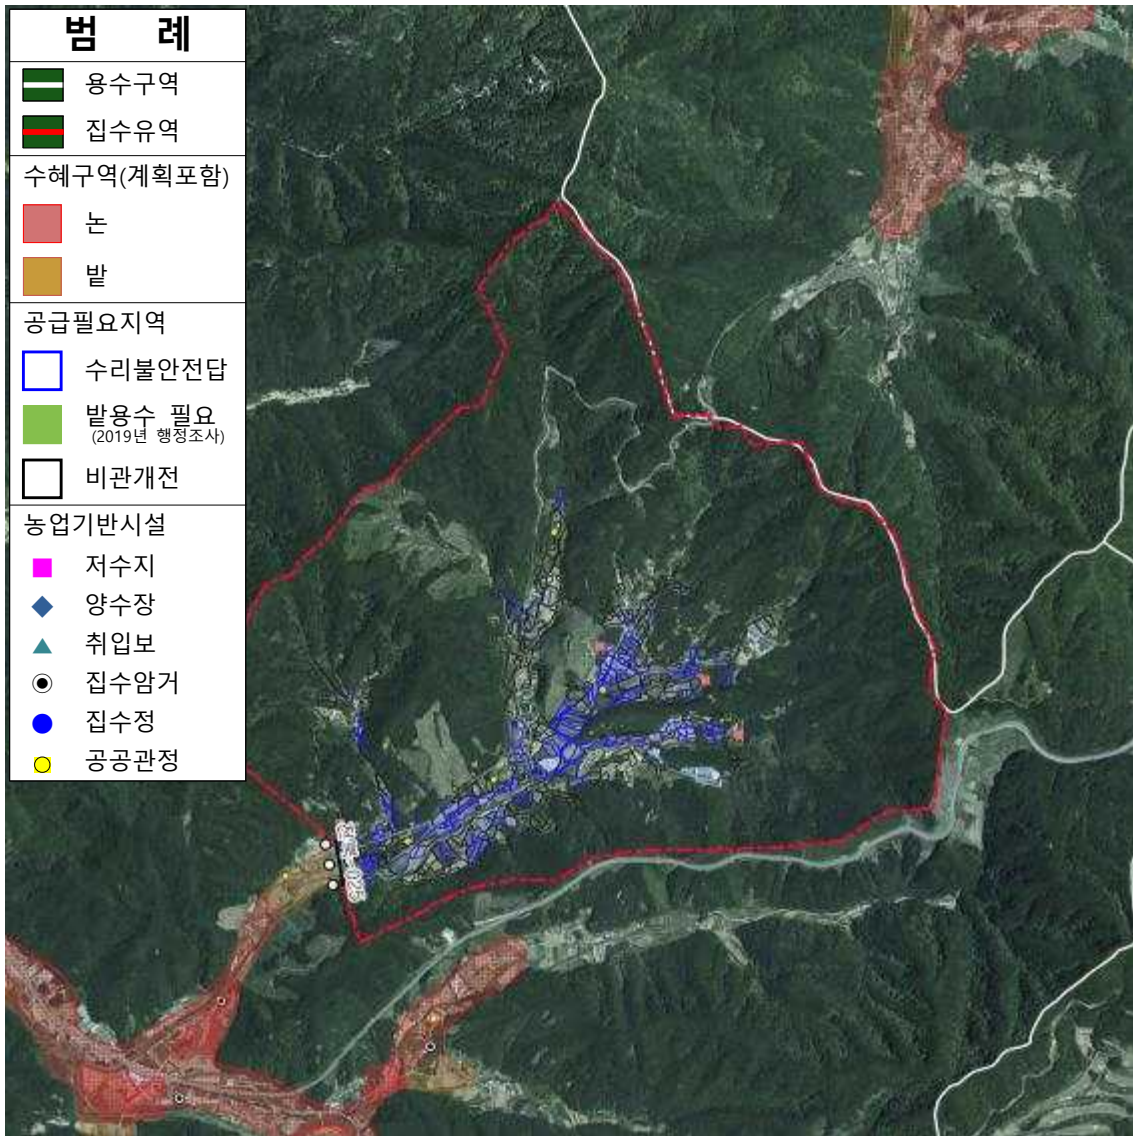 범 례
용수구역
집수유역
수혜구역(계획포함)
논
밭
공급필요지역
수리불안전답
밭용수 필요
(2019년 행정조사)
비관개전
농업기반시설
저수지
양수장
취입보
집수암거
집수정
공공관정